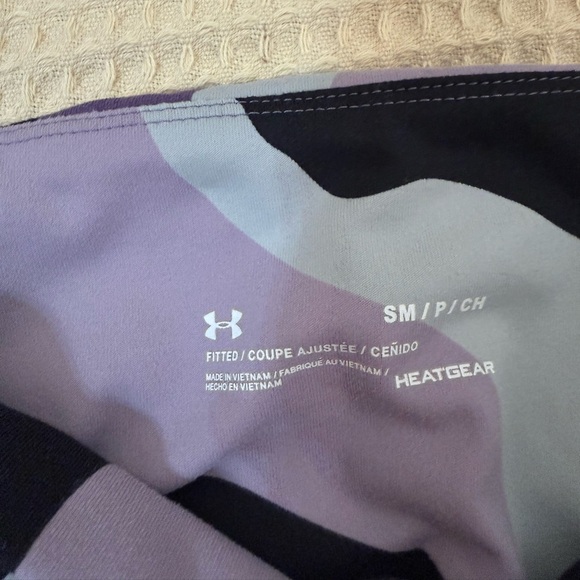 SM / P / CH
FITTED / COUPE AJUSTÉE / CEÑIDO
MADE IN VIETNAM / FABRIQUÉ AU VIETNAM /
HECHO EN VIETNAM
HEATGEAR